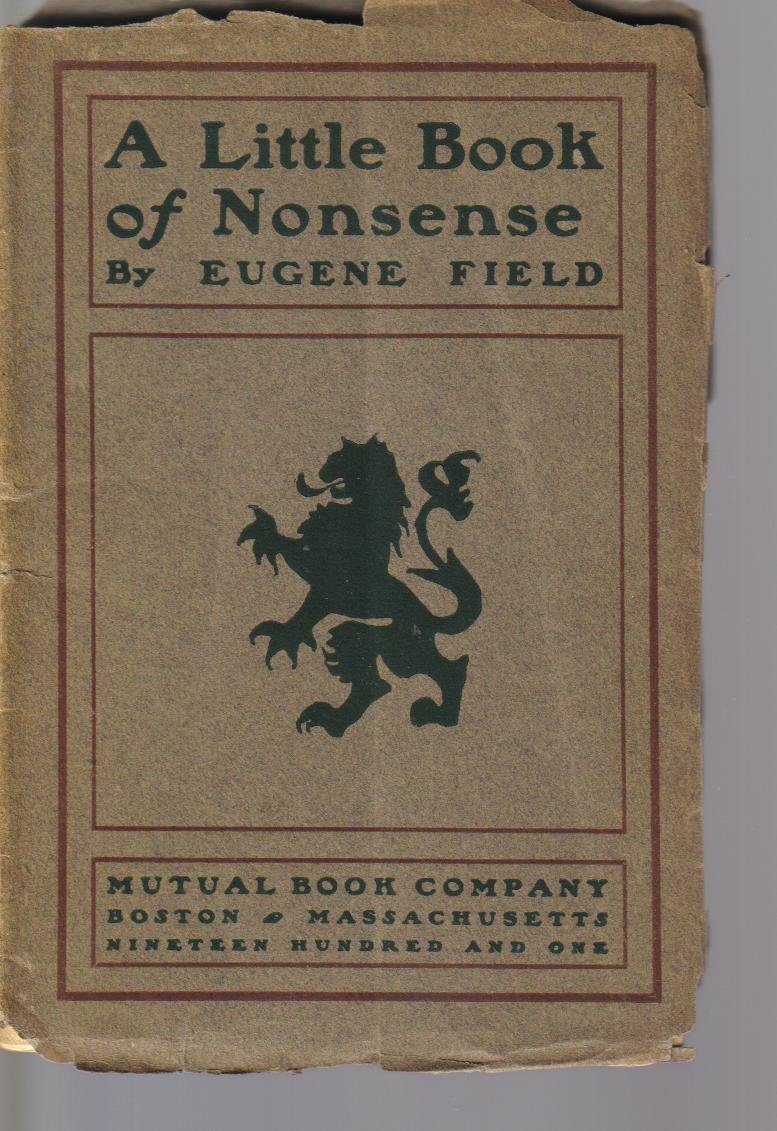 A Little Book
of Nonsense
By EUGENE FIELD
MUTUAL BOOK COMPANY
BOSTON MASSACHUSETTS
NINETEEN HUNDRED AND ONE